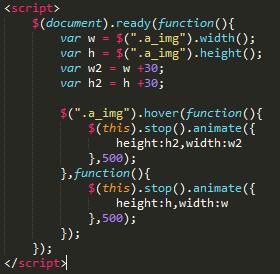 <script>
$(document).ready(function(){
var w = $(".a_img").width();
var h = $(".a_img").height();
var w2 = w +30;
var h2 = h +30;
$(".a_img").hover(function(){
$(this).stop().animate({
height:h2,width:w2
},500);
},function(){
$(this).stop().animate({
height:h,width:w
},500);
});
});
</script>